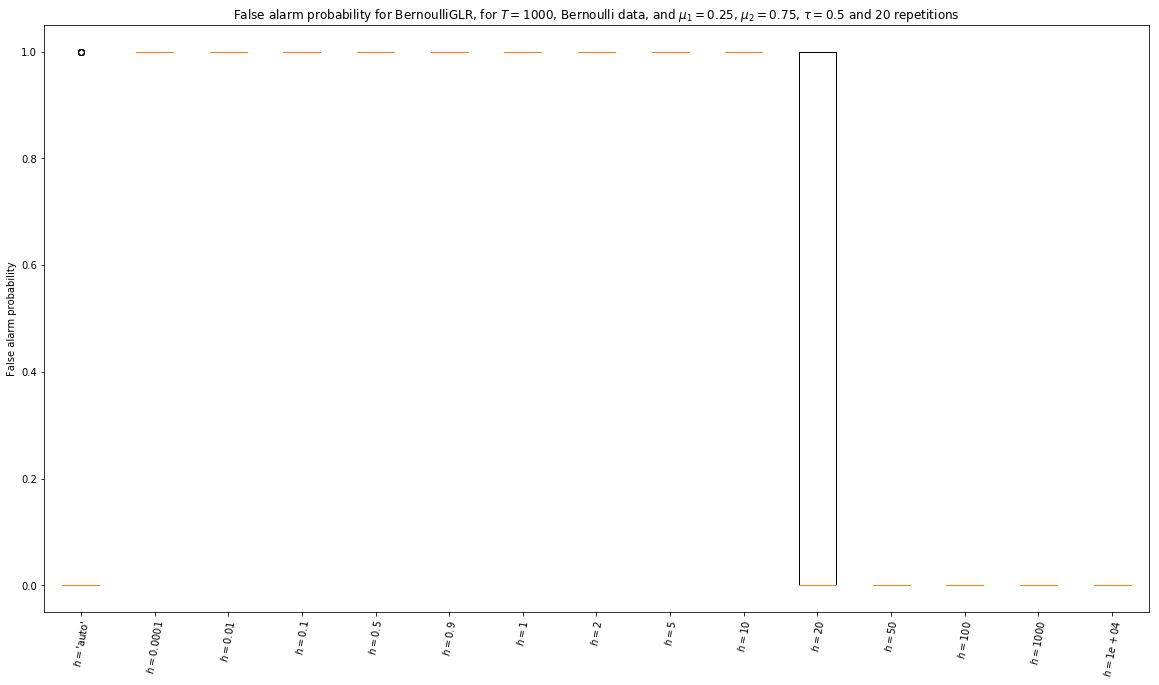 False alarm probability for BernoulliGLR, for T = 1000, Bernoulli data, and μ₁ = 0.25, μ₂ = 0.75, τ = 0.5 and 20 repetitions
1.0
0.8
0.6
0.4
0.2
0.0
False alarm probability
h = 'auto'
h = 0.0001
h = 0.01
h = 0.1
h = 0.5
h = 0.9
h = 1
h = 2
h = 5
h = 10
h = 20
h = 50
h = 100
h = 1000
h = 1e + 04